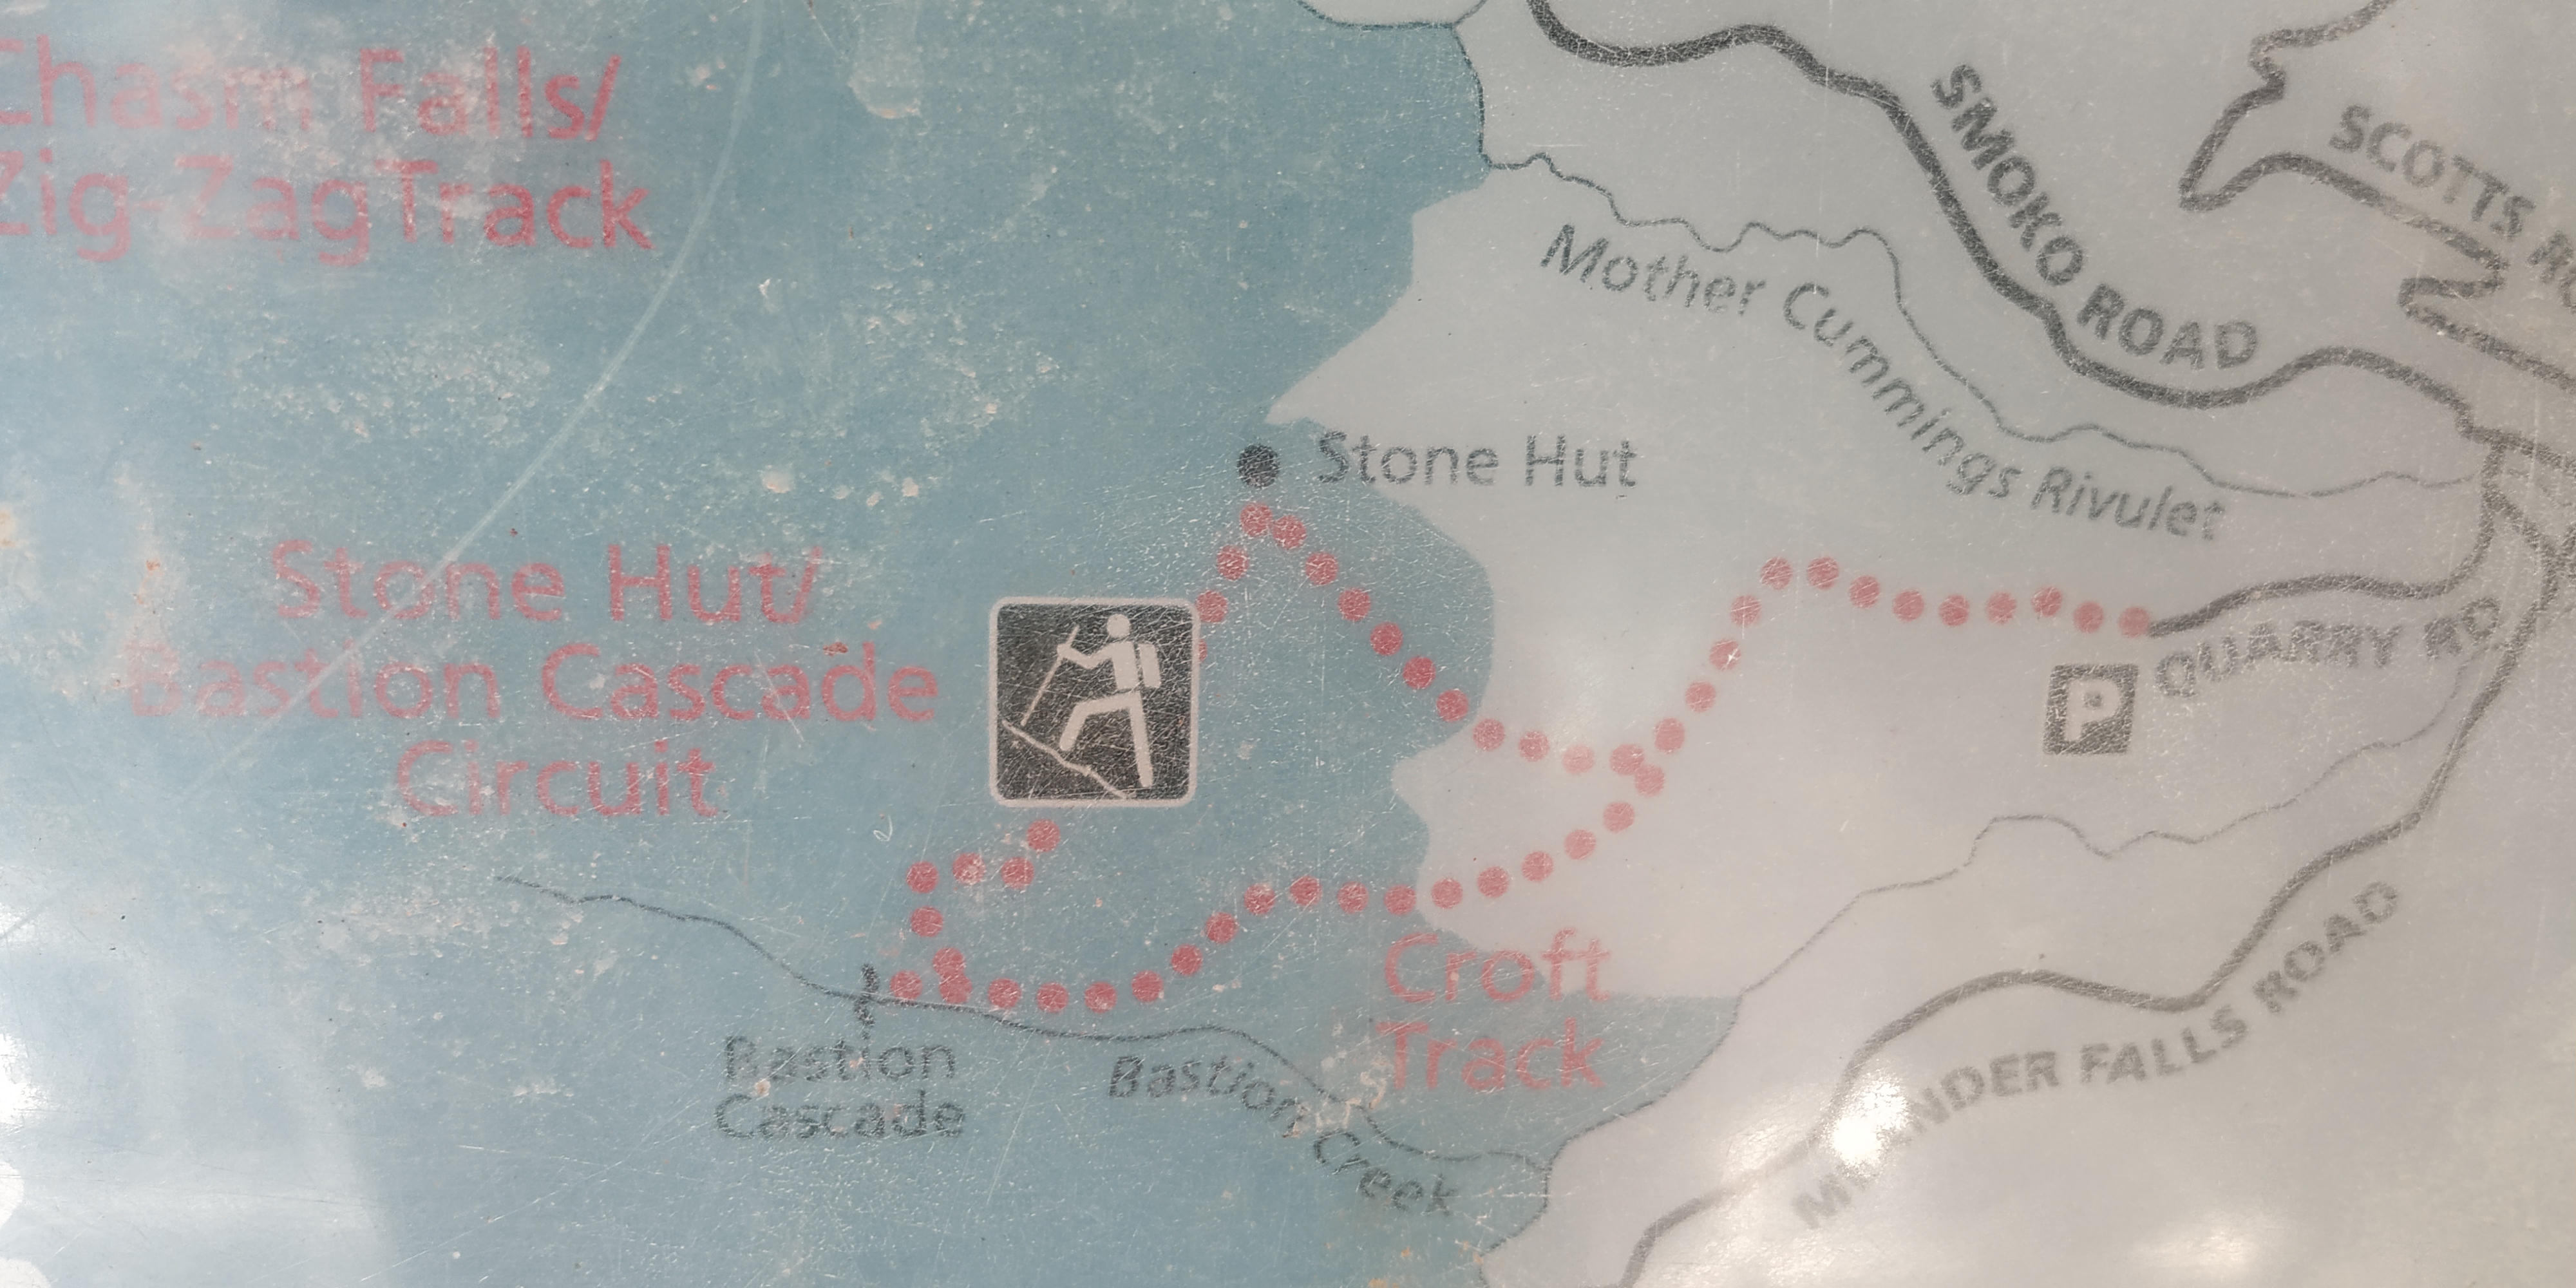 Chasm Falls/
Zig-Zag Track
SMOKO ROAD
SCOTTS
Mother Cummings Rivulet
Stone Hut
Stone Hut/
Bastion Cascade
Circuit
QUARRY RD
P
Croft
Track
Bastion
Cascade
Bastion Creek
FALLS ROAD